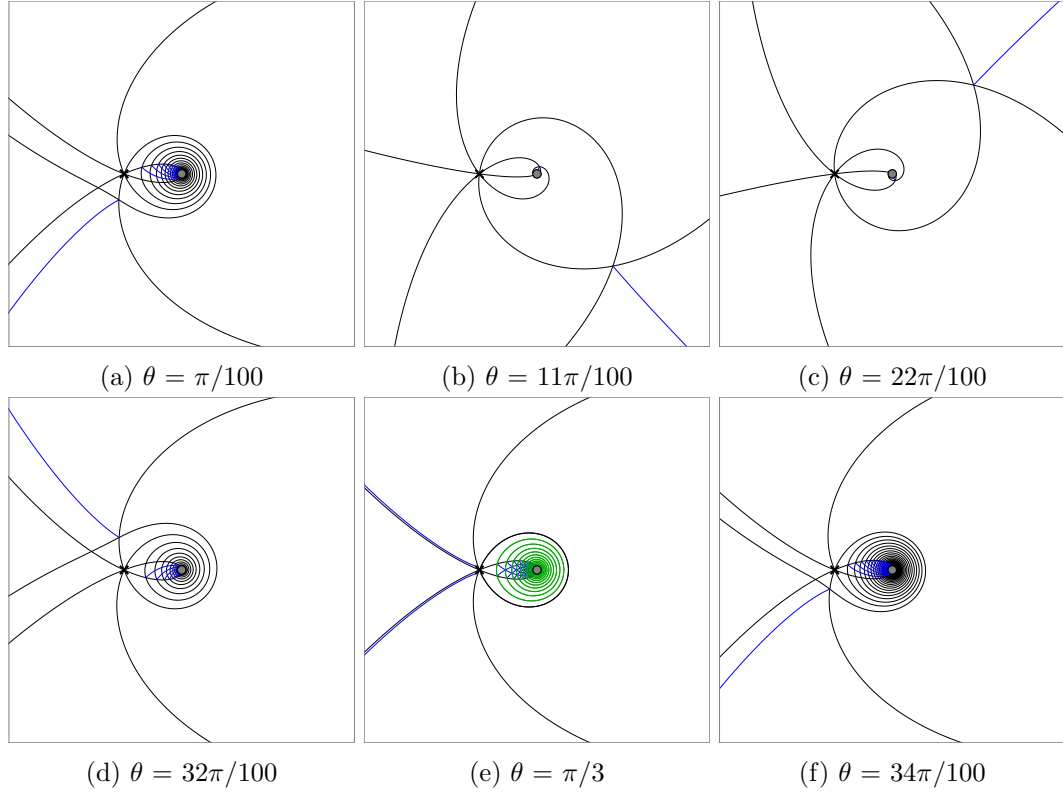 (a) θ = π/100
(b) θ = 11π/100
(c) θ = 22π/100
(d) θ = 32π/100
(e) θ = π/3
(f) θ = 34π/100